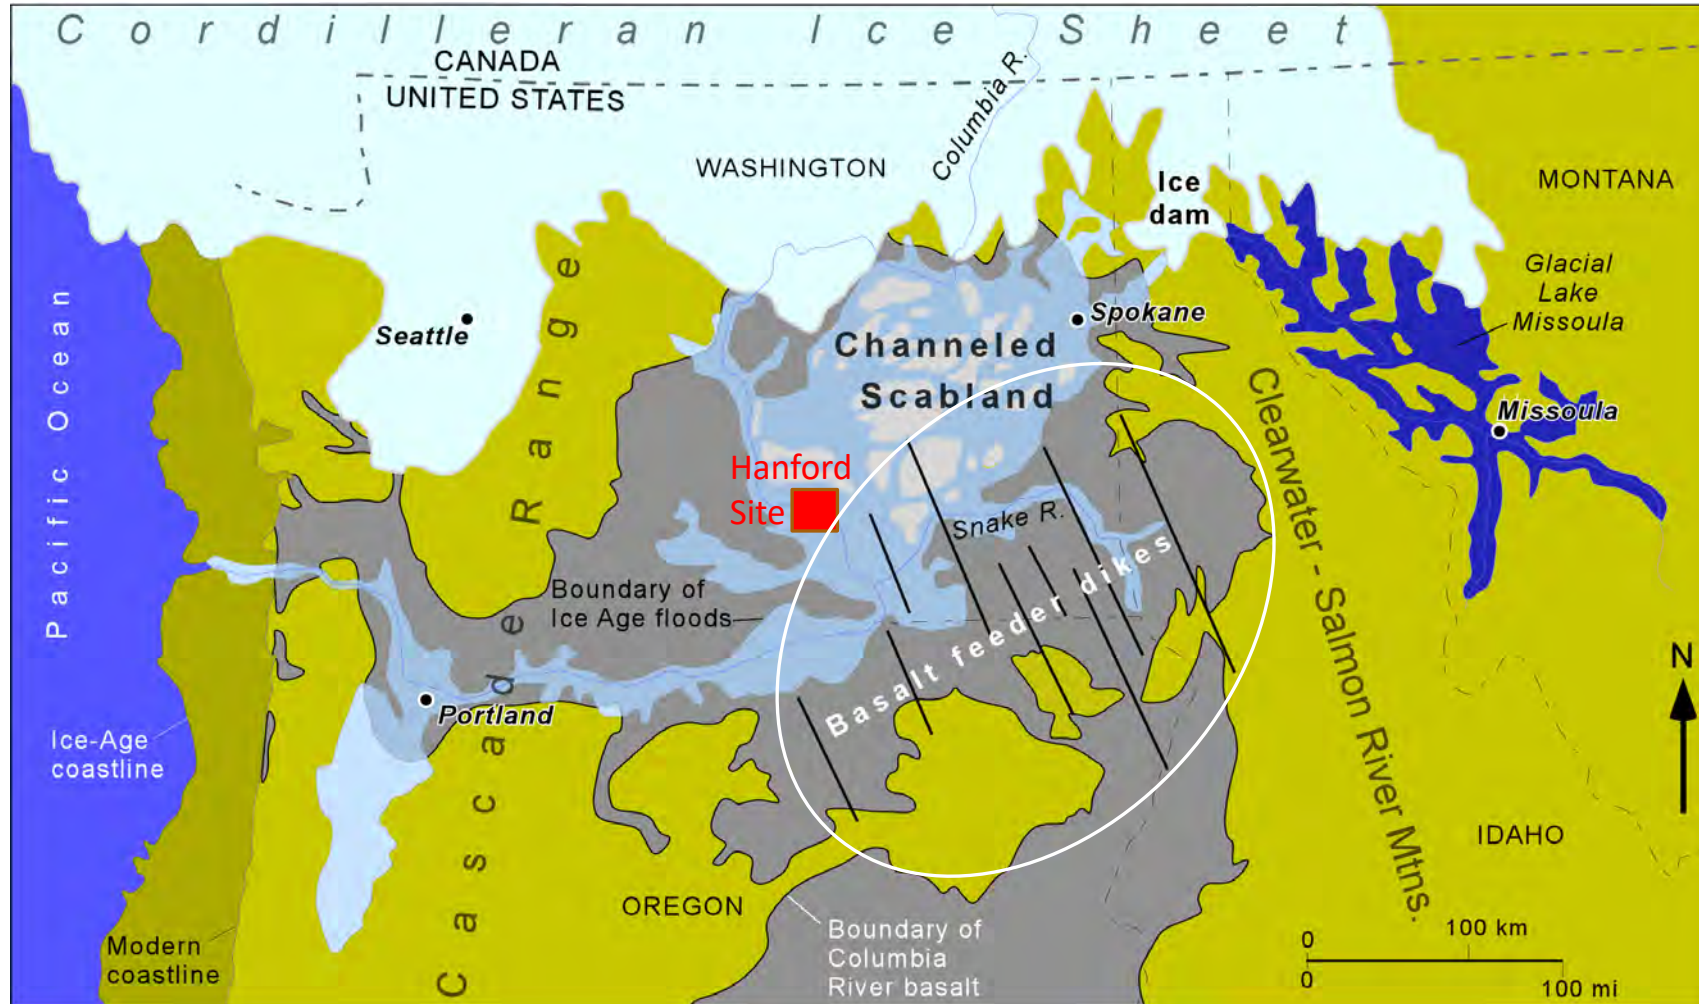 Cordilleran Ice Sheet
CANADA
UNITED STATES
Columbia R.
WASHINGTON
Ice
dam
MONTANA
Glacial
Lake
Missoula
Pacific Ocean
Seattle
Cascade Range
Spokane
Channeled
Scabland
Missoula
Hanford
Site
Snake R.
Clearwater - Salmon River Mtns.
Boundary of
Ice Age floods
Basalt feeder dikes
N
Portland
Ice-Age
coastline
IDAHO
OREGON
Modern
coastline
Boundary of
Columbia
River basalt
0 100 km
0 100 mi